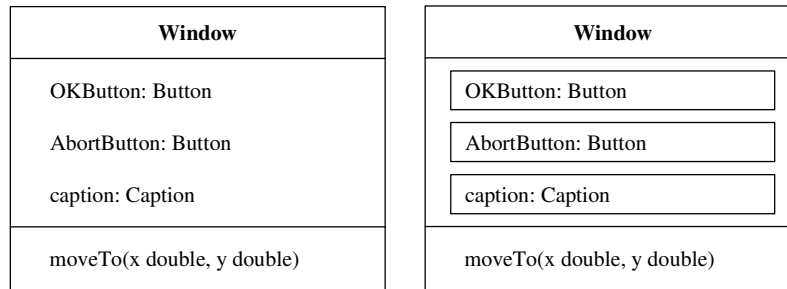 Window
OKButton: Button
AbortButton: Button
caption: Caption
moveTo(x double, y double)
Window
OKButton: Button
AbortButton: Button
caption: Caption
moveTo(x double, y double)